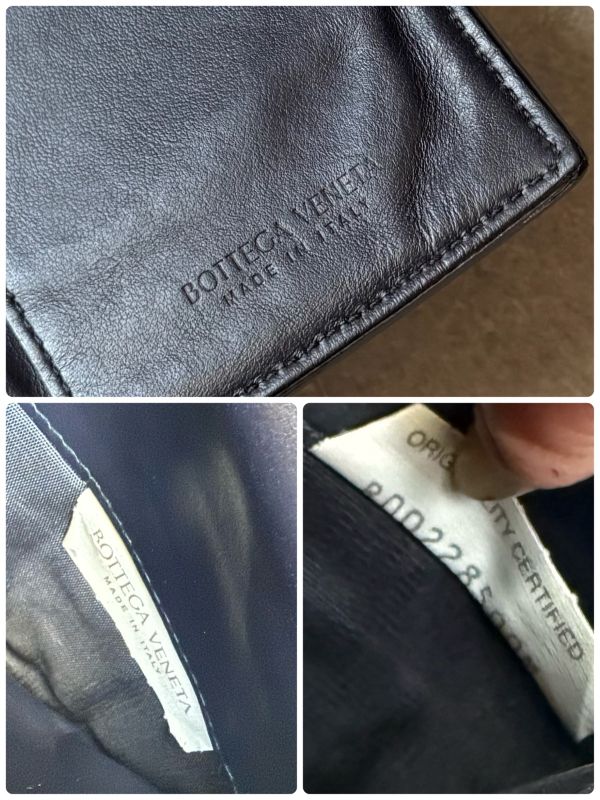 BOTTEGA VENETA
MADE IN ITALY
BOTTEGA VENETA
MADE IN ITALY
CERTIFIED